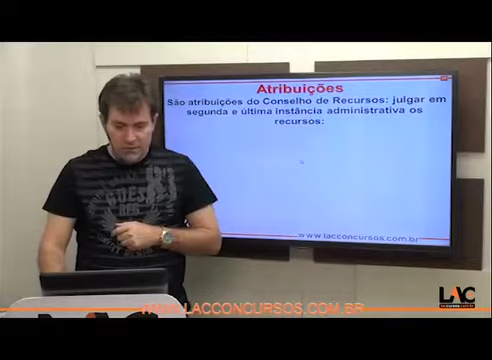 Atribuições
São atribuições do Conselho de Recursos: julgar em
segunda e última instância administrativa os
recursos:
www.lacconcursos.com.br
WWW.LACCONCURSOS.COM.BR
LAC